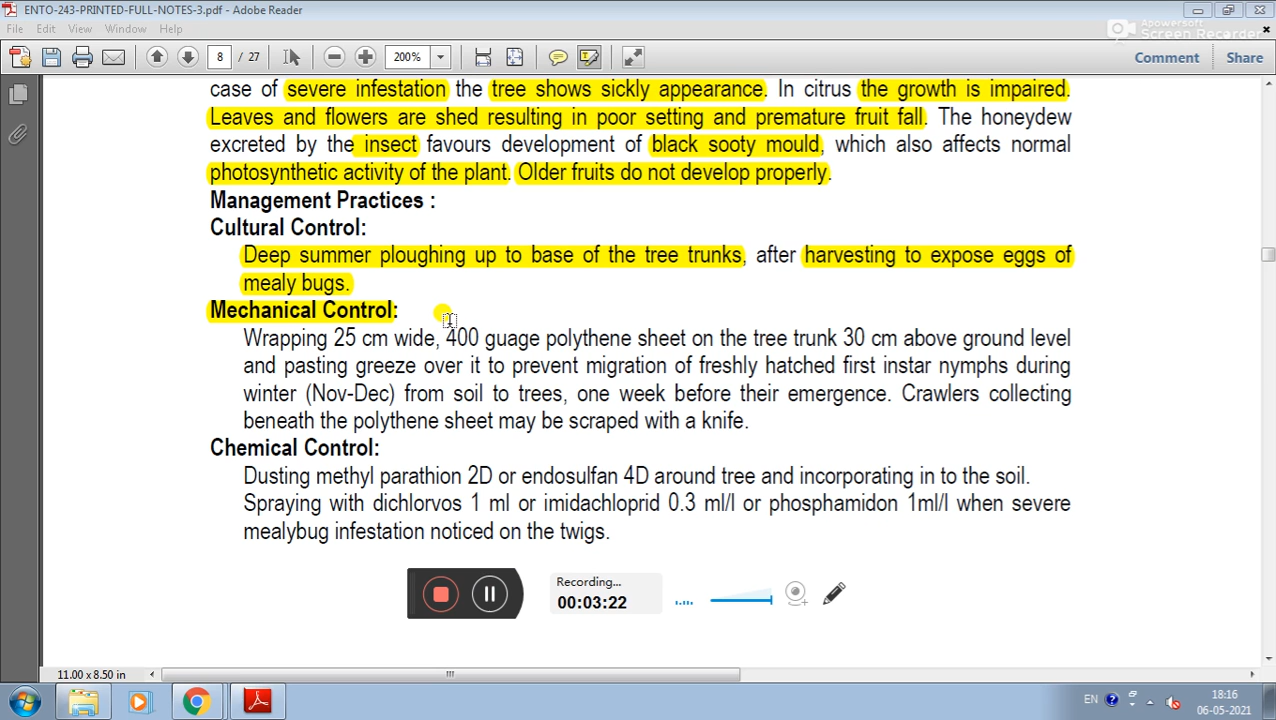 ENTO-243-PRINTED-FULL-NOTES-3.pdf - Adobe Reader
File Edit View Window Help
Apowersoft
Screen Recorder
8 / 27 200% Comment Share
case of severe infestation the tree shows sickly appearance. In citrus the growth is impaired.
Leaves and flowers are shed resulting in poor setting and premature fruit fall. The honeydew
excreted by the insect favours development of black sooty mould, which also affects normal
photosynthetic activity of the plant. Older fruits do not develop properly.
Management Practices :
Cultural Control:
Deep summer ploughing up to base of the tree trunks, after harvesting to expose eggs of
mealy bugs.
Mechanical Control:
Wrapping 25 cm wide, 400 guage polythene sheet on the tree trunk 30 cm above ground level
and pasting greeze over it to prevent migration of freshly hatched first instar nymphs during
winter (Nov-Dec) from soil to trees, one week before their emergence. Crawlers collecting
beneath the polythene sheet may be scraped with a knife.
Chemical Control:
Dusting methyl parathion 2D or endosulfan 4D around tree and incorporating in to the soil.
Spraying with dichlorvos 1 ml or imidachloprid 0.3 ml/l or phosphamidon 1ml/l when severe
mealybug infestation noticed on the twigs.
Recording...
00:03:22
11.00 x 8.50 in
EN 18:16
06-05-2021